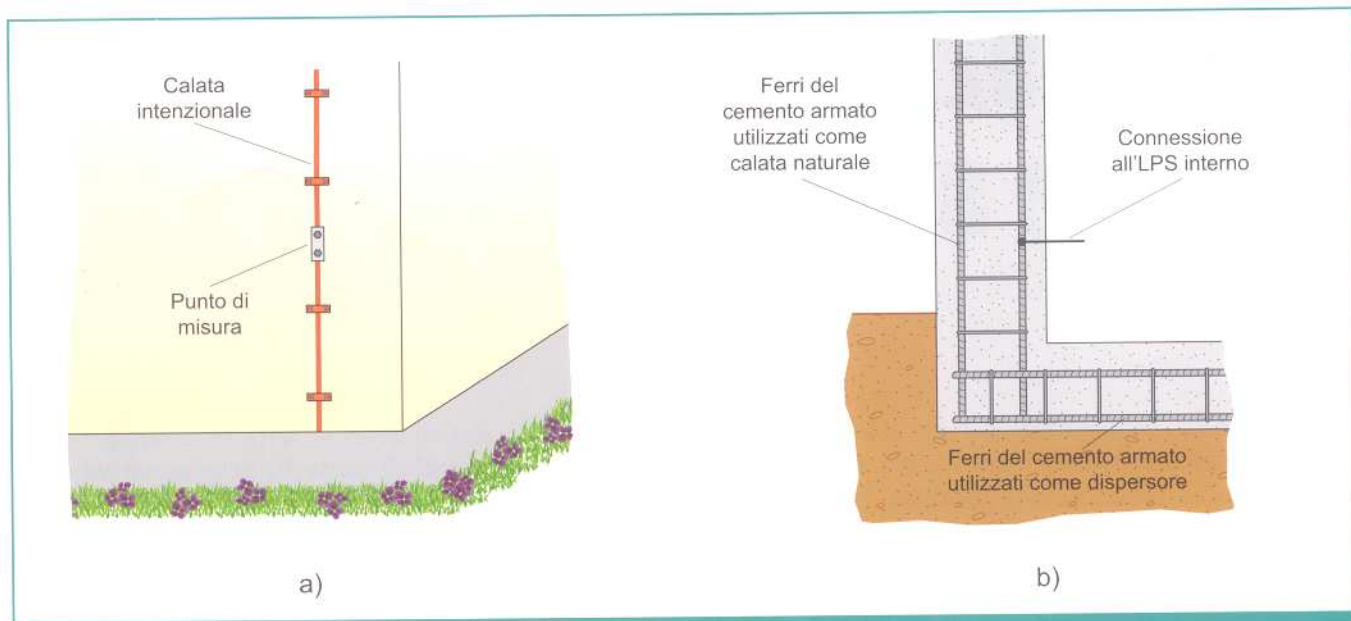 Calata
intenzionale
Punto di
misura
a)
Ferri del
cemento armato
utilizzati come
calata naturale
Connessione
all'LPS interno
Ferri del cemento armato
utilizzati come dispersore
b)